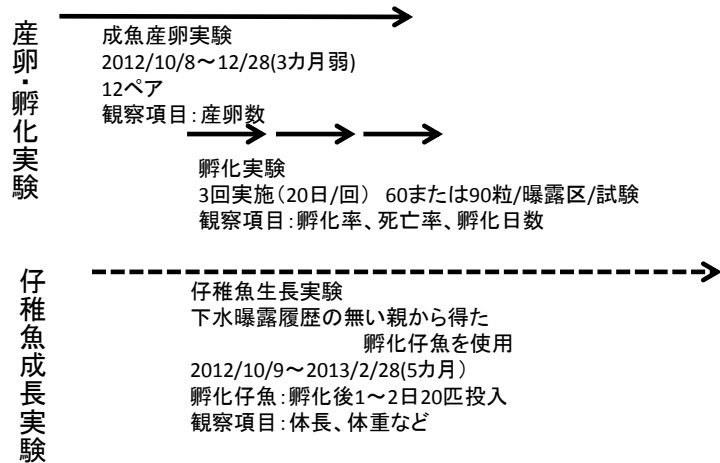 産卵・孵化実験
成魚産卵実験
2012/10/8～12/28(3カ月弱)
12ペア
観察項目：産卵数
孵化実験
3回実施（20日/回）　60または90粒/曝露区/試験
観察項目：孵化率、死亡率、孵化日数
仔稚魚成長実験
仔稚魚生長実験
下水曝露履歴の無い親から得た
孵化仔魚を使用
2012/10/9～2013/2/28(5カ月）
孵化仔魚：孵化後1～2日20匹投入
観察項目：体長、体重など